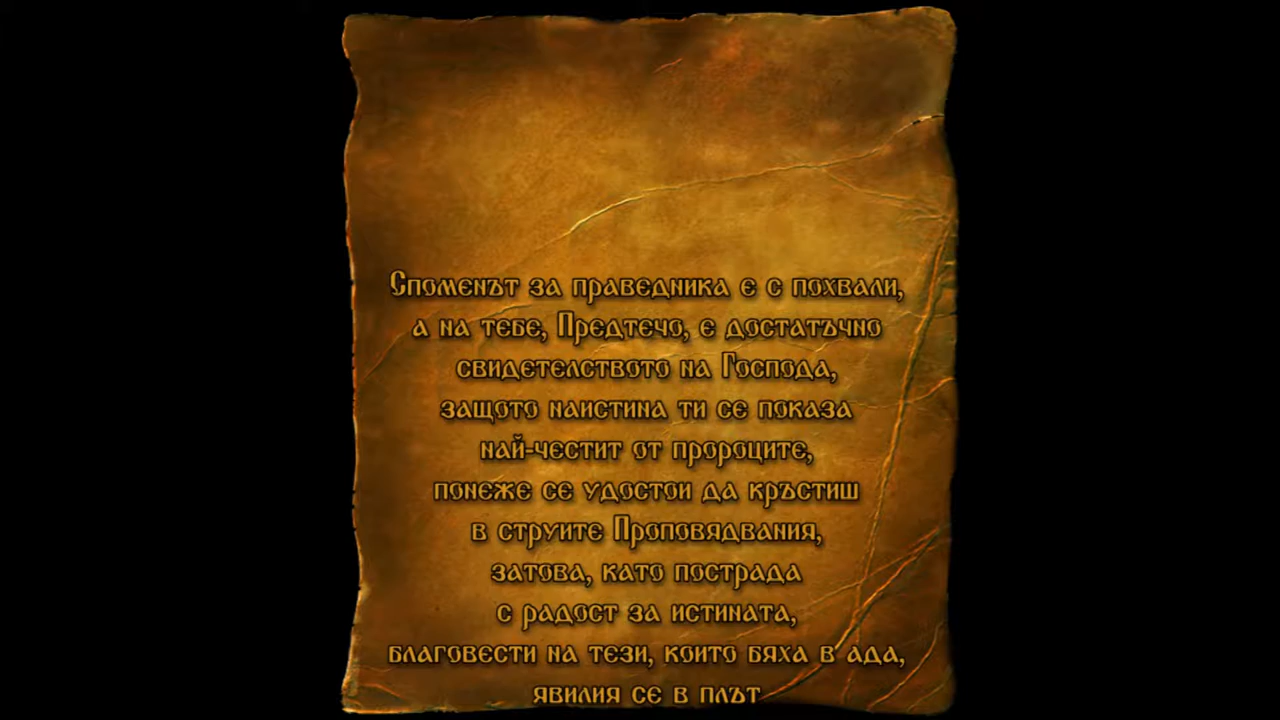 Споменът за праведника е с похвали,
а на тебе, Предтечо, е достатъчно
свидетелството на Господа,
защото наистина ти се показа
най-честит от пророците,
понеже се удостои да кръстиш
в струите Проповядвания,
затова, като пострада
с радост за истината,
благовести на тези, които бяха в ада,
явилия се в плът